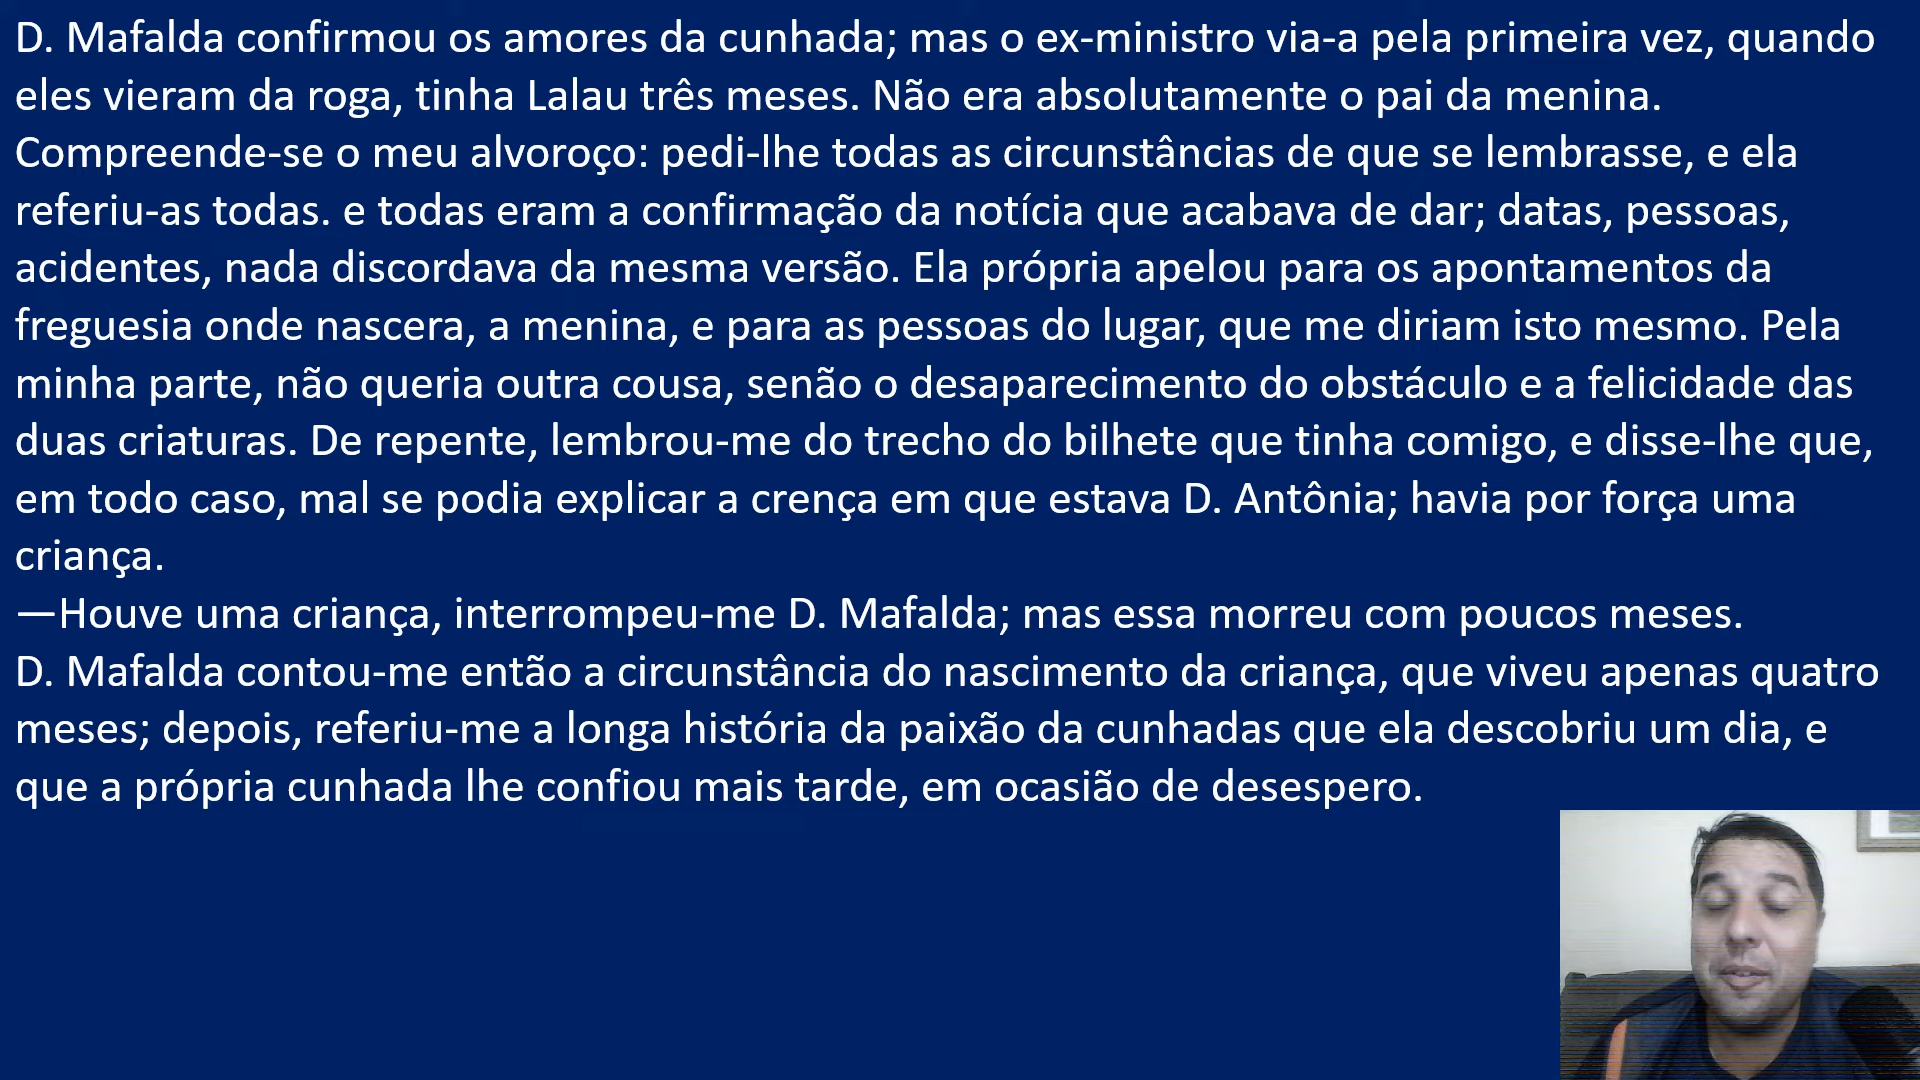 D. Mafalda confirmou os amores da cunhada; mas o ex-ministro via-a pela primeira vez, quando
eles vieram da roga, tinha Lalau três meses. Não era absolutamente o pai da menina.
Compreende-se o meu alvoroço: pedi-lhe todas as circunstâncias de que se lembrasse, e ela
referiu-as todas. e todas eram a confirmação da notícia que acabava de dar; datas, pessoas,
acidentes, nada discordava da mesma versão. Ela própria apelou para os apontamentos da
freguesia onde nascera, a menina, e para as pessoas do lugar, que me diriam isto mesmo. Pela
minha parte, não queria outra cousa, senão o desaparecimento do obstáculo e a felicidade das
duas criaturas. De repente, lembrou-me do trecho do bilhete que tinha comigo, e disse-lhe que,
em todo caso, mal se podia explicar a crença em que estava D. Antônia; havia por força uma
criança.
—Houve uma criança, interrompeu-me D. Mafalda; mas essa morreu com poucos meses.
D. Mafalda contou-me então a circunstância do nascimento da criança, que viveu apenas quatro
meses; depois, referiu-me a longa história da paixão da cunhadas que ela descobriu um dia, e
que a própria cunhada lhe confiou mais tarde, em ocasião de desespero.